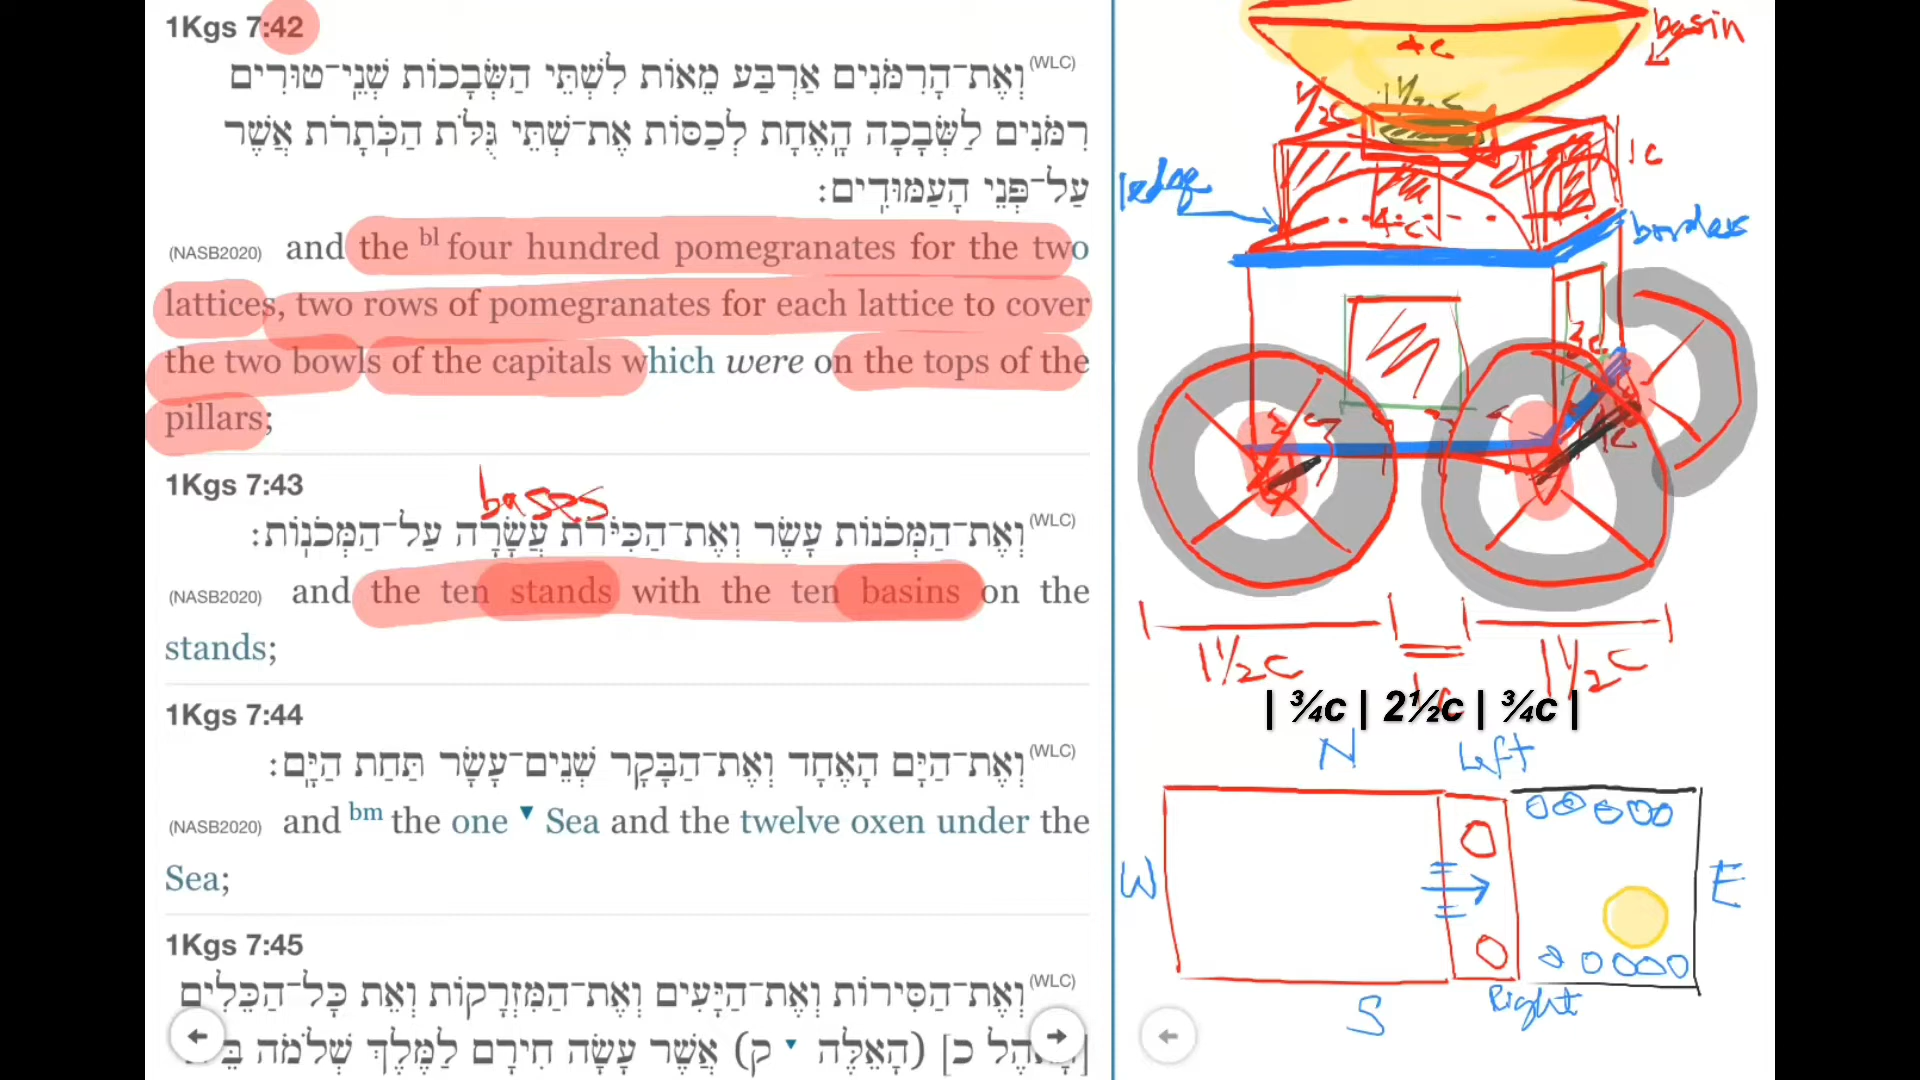 1Kgs 7:42
(WLC) וְאֶת־הָרִמֹּנִים אַרְבַּע מֵאוֹת לִשְׁתֵּי הַשְּׂבָכוֹת שְׁנֵֽי־טוּרִים
רִמֹּנִים לַשְּׂבָכָה הָֽאֶחָת לְכַסּוֹת אֶת־שְׁתֵּי גֻּלֹּת הַכֹּֽתָרֹת אֲשֶׁר
עַל־פְּנֵי הָעַמּוּדִֽים׃
(NASB2020) and the bl four hundred pomegranates for the two
lattices, two rows of pomegranates for each lattice to cover
the two bowls of the capitals which were on the tops of the
pillars;
1Kgs 7:43
bases
(WLC) וְאֶת־הַמְּכֹנוֹת עָשֶׂר וְאֶת־הַכִּיֹּרֹת עֲשָׂרָה עַל־הַמְּכֹנֽוֹת׃
(NASB2020) and the ten stands with the ten basins on the
stands;
1Kgs 7:44
(WLC) וְאֶת־הַיָּם הָאֶחָד וְאֶת־הַבָּקָר שְׁנֵים־עָשָׂר תַּחַת הַיָּֽם׃
(NASB2020) and bm the one ▼ Sea and the twelve oxen under the
Sea;
1Kgs 7:45
(WLC) וְאֶת־הַסִּירוֹת וְאֶת־הַיָּעִים וְאֶת־הַמִּזְרָקוֹת וְאֵת כָּל־הַכֵּלִים
כ] (הָאֵלֶּה ▼ ק) אֲשֶׁר עָשָׂה חִירָם לַמֶּלֶךְ שְׁלֹמֹה
basin
4c
1½c
½c
1c
ledge
4c
borders
3c
1½c
1c
1½c
| ¾c | 2½c | ¾c |
N
Left
W
E
S
Right